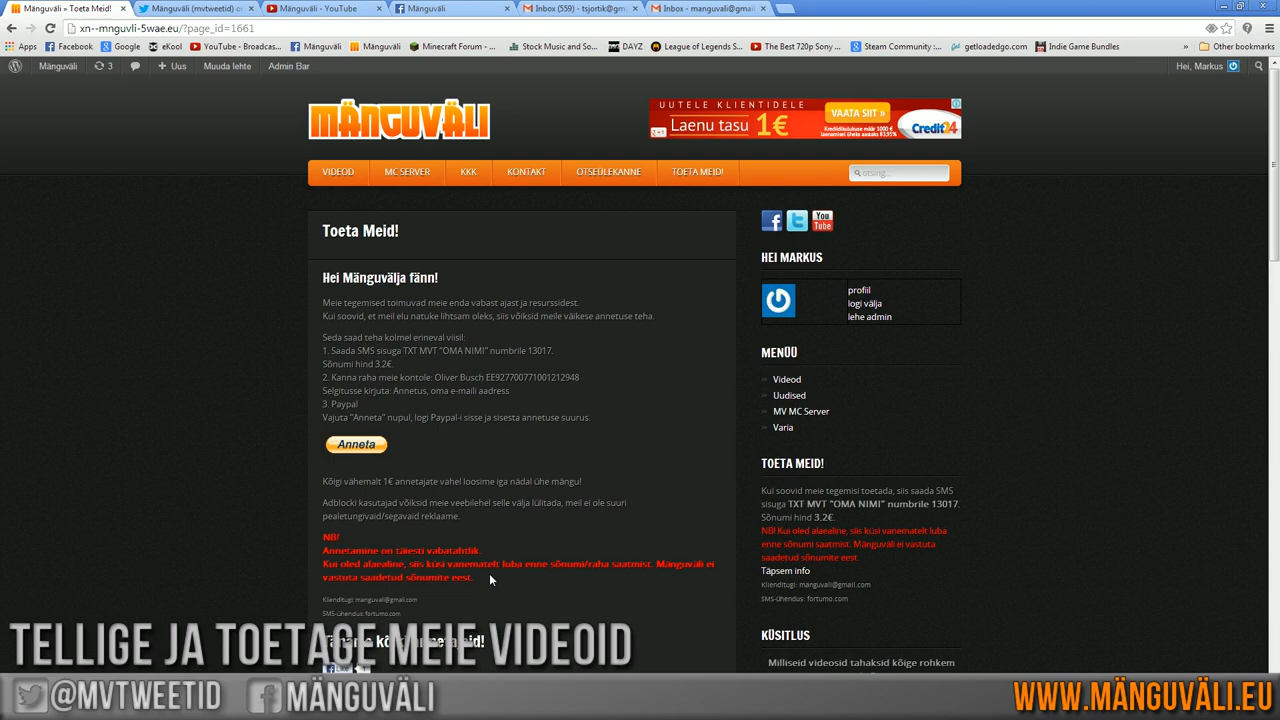 Mänguväli » Toeta Meid!
Mänguväli (mvtweetid) o
Mänguväli - YouTube
Mänguväli
Inbox (559) - tsjortik@gm
Inbox - manguvali@gmail
xn--mnguvli-5wae.eu/?page_id=1661
Apps Facebook Google eKool YouTube - Broadcas... Mänguväli Mänguväli Minecraft Forum - ... Stock Music and So... DAYZ League of Legends S... The Best 720p Sony ... Steam Community :... getloadedgo.com Indie Game Bundles » Other bookmarks
Mänguväli 3 + Uus Muuda lehte Admin Bar Hei, Markus
MÄNGUVÄLI
UUTELE KLIENTIDELE
Laenu tasu 1€
VAATA SIIT »
Credit24
VIDEOD MC SERVER KKK KONTAKT OTSEÜLEKANNE TOETA MEID! otsing...
Toeta Meid!
Hei Mänguvälja fänn!
Meie tegemised toimuvad meie enda vabast ajast ja resurssidest.
Kui soovid, et meil elu natuke lihtsam oleks, siis võiksid meile väikese annetuse teha.
Seda saad teha kolmel erineval viisil:
1. Saada SMS sisuga TXT MVT "OMA NIMI" numbrile 13017.
Sõnumi hind 3.2€.
2. Kanna raha meie kontole: Oliver Busch EE927700771001212948
Selgitusse kirjuta: Annetus, oma e-maili aadress
3. Paypal
Vajuta "Anneta" nupul, logi Paypal-i sisse ja sisesta annetuse suurus.
Anneta
Kõigi vähemalt 1€ annetajate vahel loosime iga nädal ühe mängu!
Adblocki kasutajad võiksid meie veebilehel selle välja lülitada, meil ei ole suuri
pealetungivaid/segavaid reklaame.
NB!
Annetamine on täiesti vabatahtlik.
Kui oled alaealine, siis küsi vanematelt luba enne sõnumi/raha saatmist. Mänguväli ei
vastuta saadetud sõnumite eest.
Klienditugi: manguvali@gmail.com
SMS-ühendus: fortumo.com
You Tube
HEI MARKUS
profiil
logi välja
lehe admin
MENÜÜ
Videod
Uudised
MV MC Server
Varia
TOETA MEID!
Kui soovid meie tegemisi toetada, siis saada SMS
sisuga TXT MVT "OMA NIMI" numbrile 13017.
Sõnumi hind 3.2€.
NB! Kui oled alaealine, siis küsi vanematelt luba
enne sõnumi saatmist. Mänguväli ei vastuta
saadetud sõnumite eest.
Täpsem info
Klienditugi: manguvali@gmail.com
SMS-ühendus: fortumo.com
KÜSITLUS
Milliseid videosid tahaksid kõige rohkem
TELLIGE JA TOETAGE MEIE VIDEOID
@MVTWEETID MÄNGUVÄLI WWW.MÄNGUVÄLI.EU